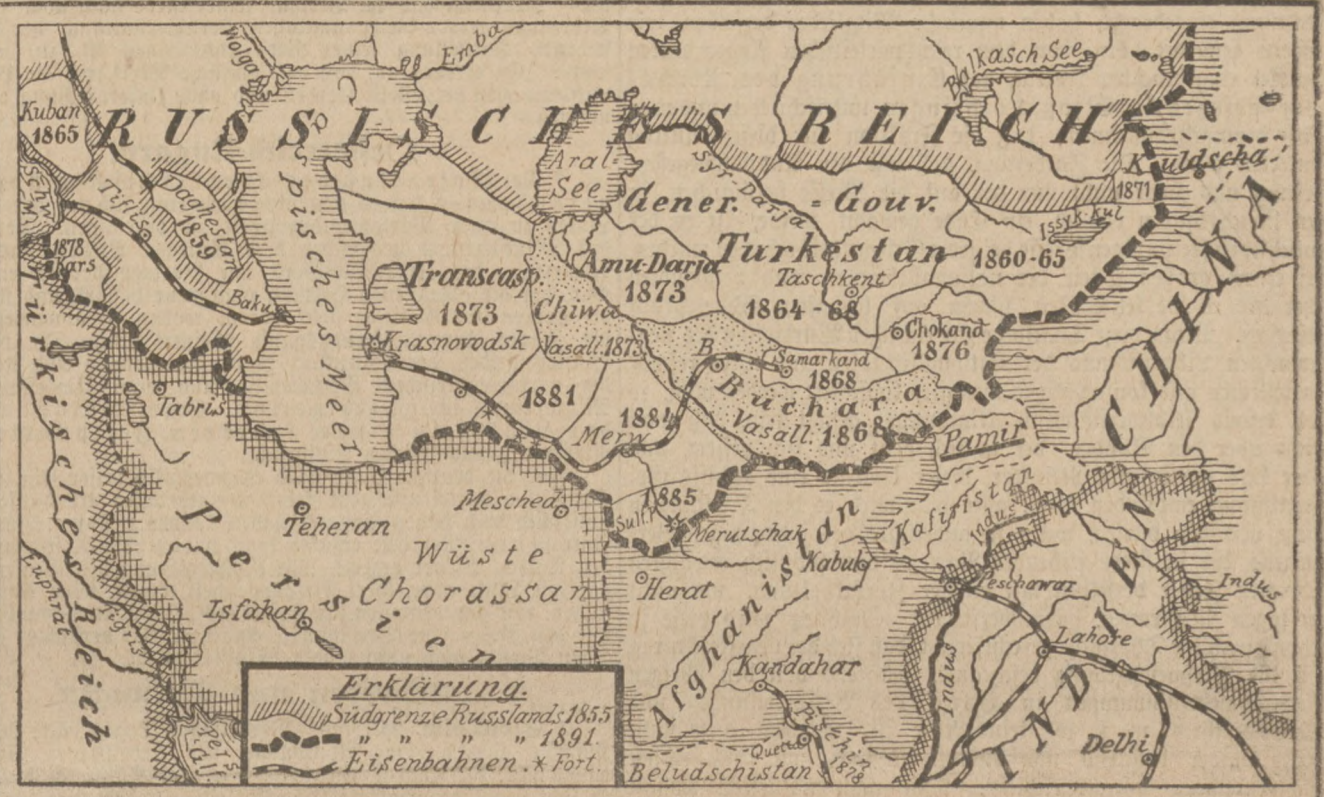 Wolga
Emba
Balkasch See
Kuban
1865
RUSSISCHES REICH
Kuldscha
1871
Aral-
See
Syr-Darja
Gener. = Gouv.
Turkestan
Issyk-Kul
1860-65
Tiflis
Daghestan
1859
Schw.
M.
1878
Kars
Baku
Caspisches Meer
Transcasp.
1873
Amu-Darja
1873
Taschkent
1864-68
Chiwa
Vasall. 1873
Krasnovodsk
Chokand
1876
Samarkand
1868
B
Buchara
Vasall. 1868
CHINA
Türkisches Reich
Tabris
1881
1884
Merw
Pamir
1885
Sulf.
Mesched
Merutschak
Kafiristan
Indus
Teheran
Wüste
Chorassan
Persien
Herat
Kabul
Afghanistan
Peschawar
Indus
Isfahan
Euphrat
Tigris
Lahore
INDIEN
Kandahar
Indus
Pischin
1878
Quetta
Beludschistan
Delhi
Pers.
Golf
Erklärung.
Südgrenze Russlands 1855
" " " " 1891.
Eisenbahnen. * Fort.